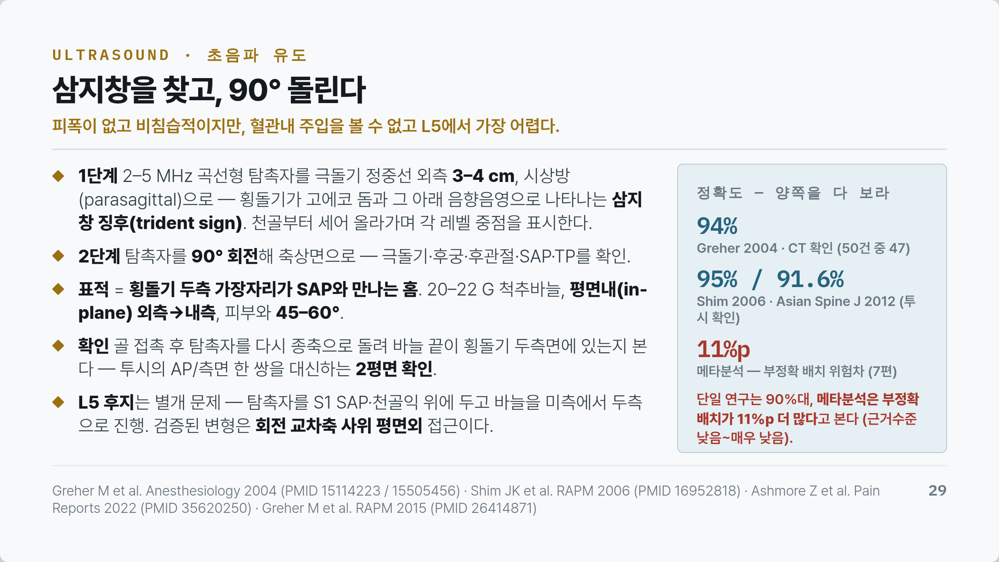 ULTRASOUND · 초음파 유도
삼지창을 찾고, 90° 돌린다
피폭이 없고 비침습적이지만, 혈관내 주입을 볼 수 없고 L5에서 가장 어렵다.
◆ 1단계 2–5 MHz 곡선형 탐촉자를 극돌기 정중선 외측 3–4 cm, 시상방
(parasagittal)으로 — 횡돌기가 고에코 돔과 그 아래 음향음영으로 나타나는 삼지
창 징후(trident sign). 천골부터 세어 올라가며 각 레벨 중점을 표시한다.
◆ 2단계 탐촉자를 90° 회전해 축상면으로 — 극돌기·후궁·후관절·SAP·TP를 확인.
◆ 표적 = 횡돌기 두측 가장자리가 SAP와 만나는 홈. 20–22 G 척추바늘, 평면내(in-
plane) 외측→내측, 피부와 45–60°.
◆ 확인 골 접촉 후 탐촉자를 다시 종축으로 돌려 바늘 끝이 횡돌기 두측면에 있는지 본
다 — 투시의 AP/측면 한 쌍을 대신하는 2평면 확인.
◆ L5 후지는 별개 문제 — 탐촉자를 S1 SAP·천골익 위에 두고 바늘을 미측에서 두측
으로 진행. 검증된 변형은 회전 교차축 사위 평면외 접근이다.
정확도 — 양쪽을 다 보라
94%
Greher 2004 · CT 확인 (50건 중 47)
95% / 91.6%
Shim 2006 · Asian Spine J 2012 (투
시 확인)
11%p
메타분석 — 부정확 배치 위험차 (7편)
단일 연구는 90%대, 메타분석은 부정확
배치가 11%p 더 많다고 본다 (근거수준
낮음~매우 낮음).
Greher M et al. Anesthesiology 2004 (PMID 15114223 / 15505456) · Shim JK et al. RAPM 2006 (PMID 16952818) · Ashmore Z et al. Pain
Reports 2022 (PMID 35620250) · Greher M et al. RAPM 2015 (PMID 26414871)
29